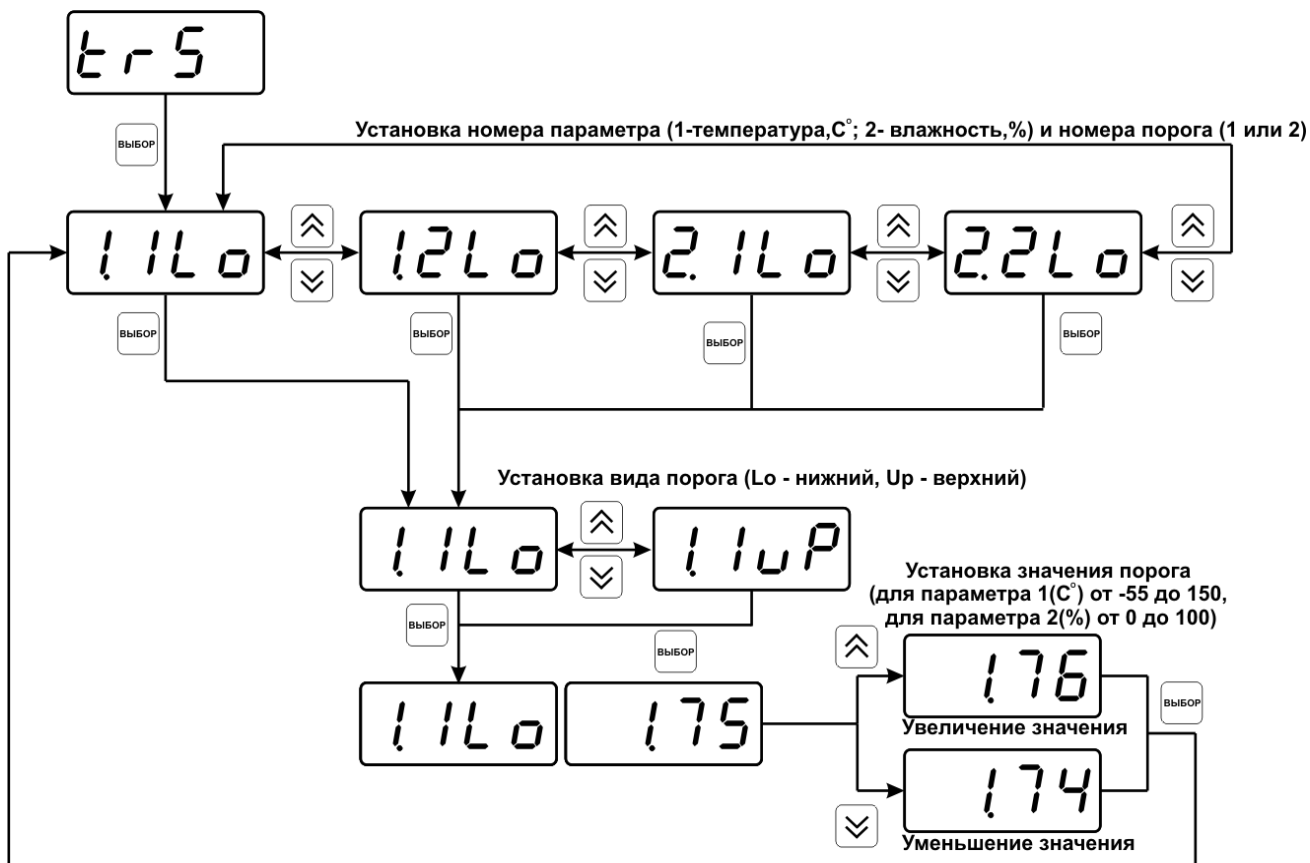 trS
ВЫБОР
Установка номера параметра (1-температура,С°; 2- влажность,%) и номера порога (1 или 2)
1.1Lo
1.2Lo
2.1Lo
2.2Lo
ВЫБОР
ВЫБОР
ВЫБОР
ВЫБОР
Установка вида порога (Lo - нижний, Up - верхний)
1.1Lo
1.1uP
Установка значения порога
(для параметра 1(С°) от -55 до 150,
для параметра 2(%) от 0 до 100)
ВЫБОР
ВЫБОР
1.1Lo
1.75
1.76
ВЫБОР
Увеличение значения
1.74
Уменьшение значения